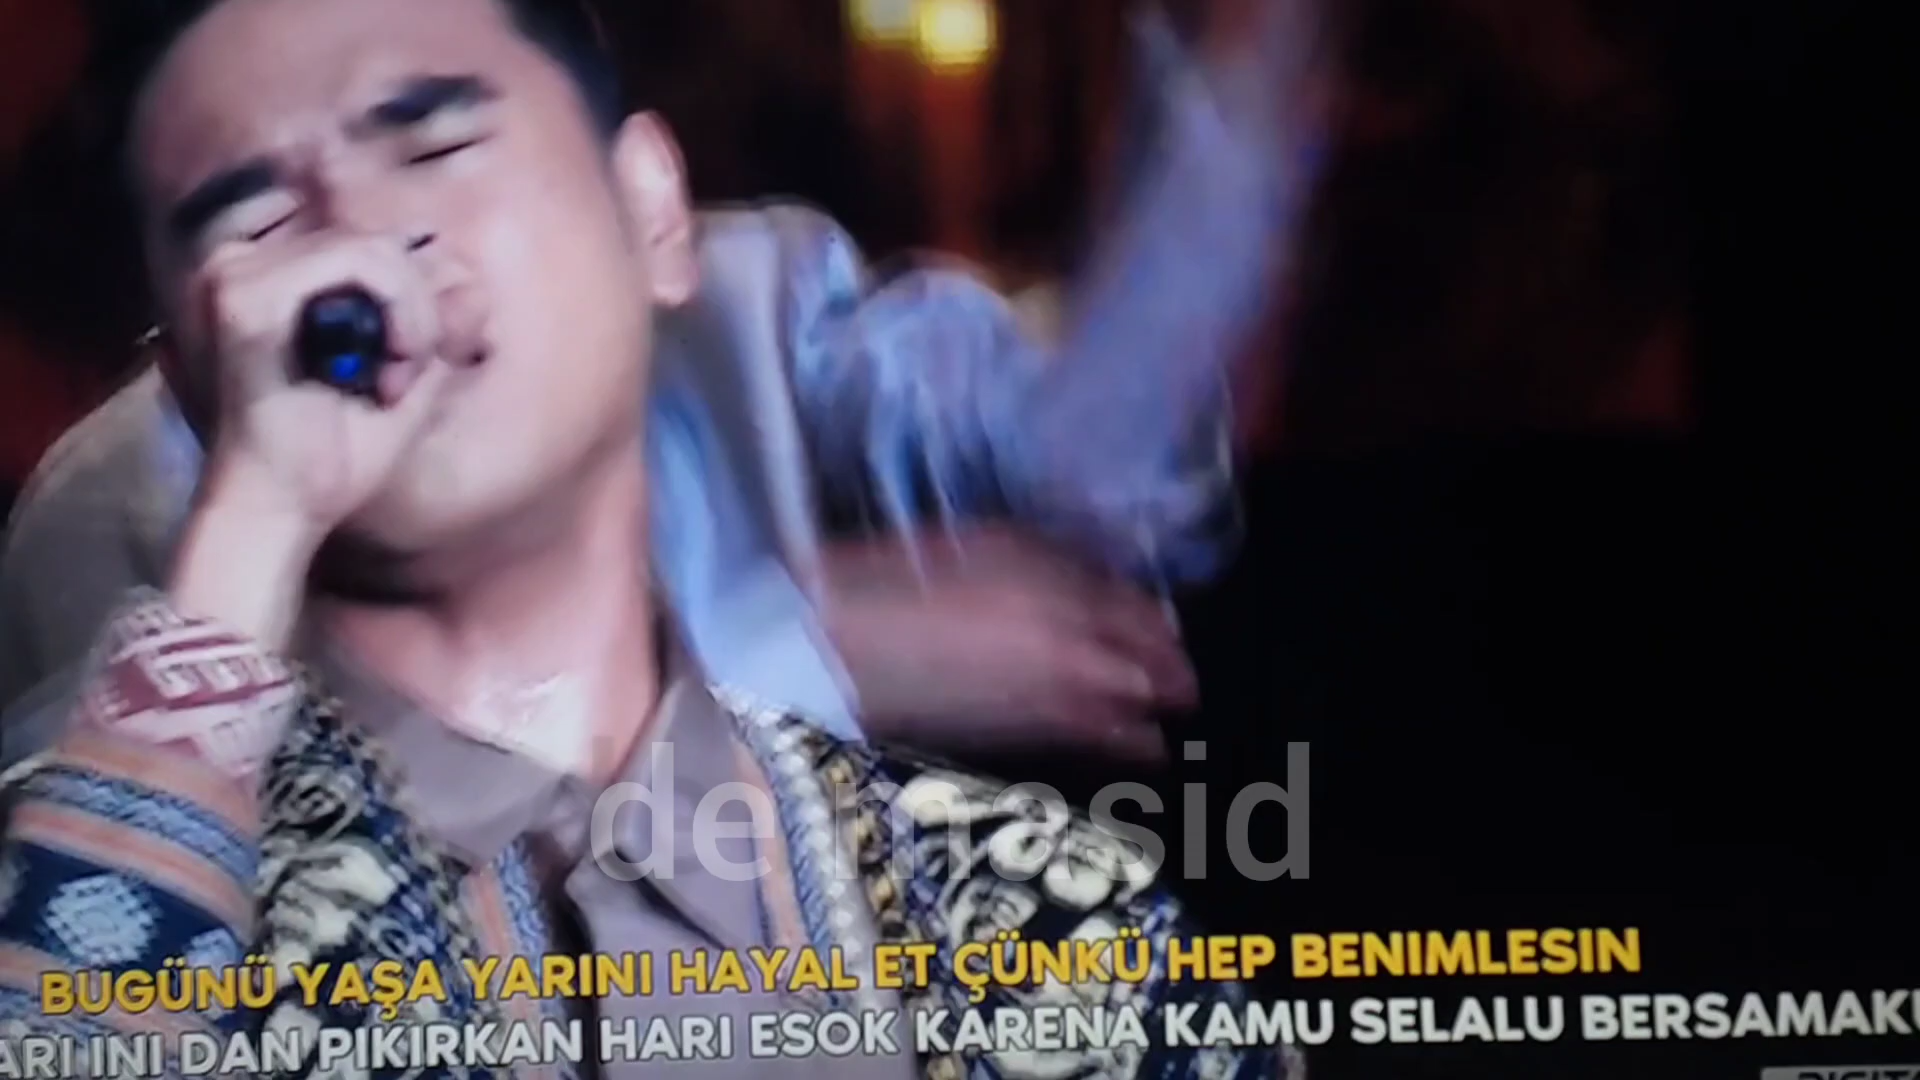 de masid
BUGÜNÜ YAŞA YARINI HAYAL ET ÇÜNKÜ HEP BENIMLESIN
ARI INI DAN PIKIRKAN HARI ESOK KARENA KAMU SELALU BERSAMAKU